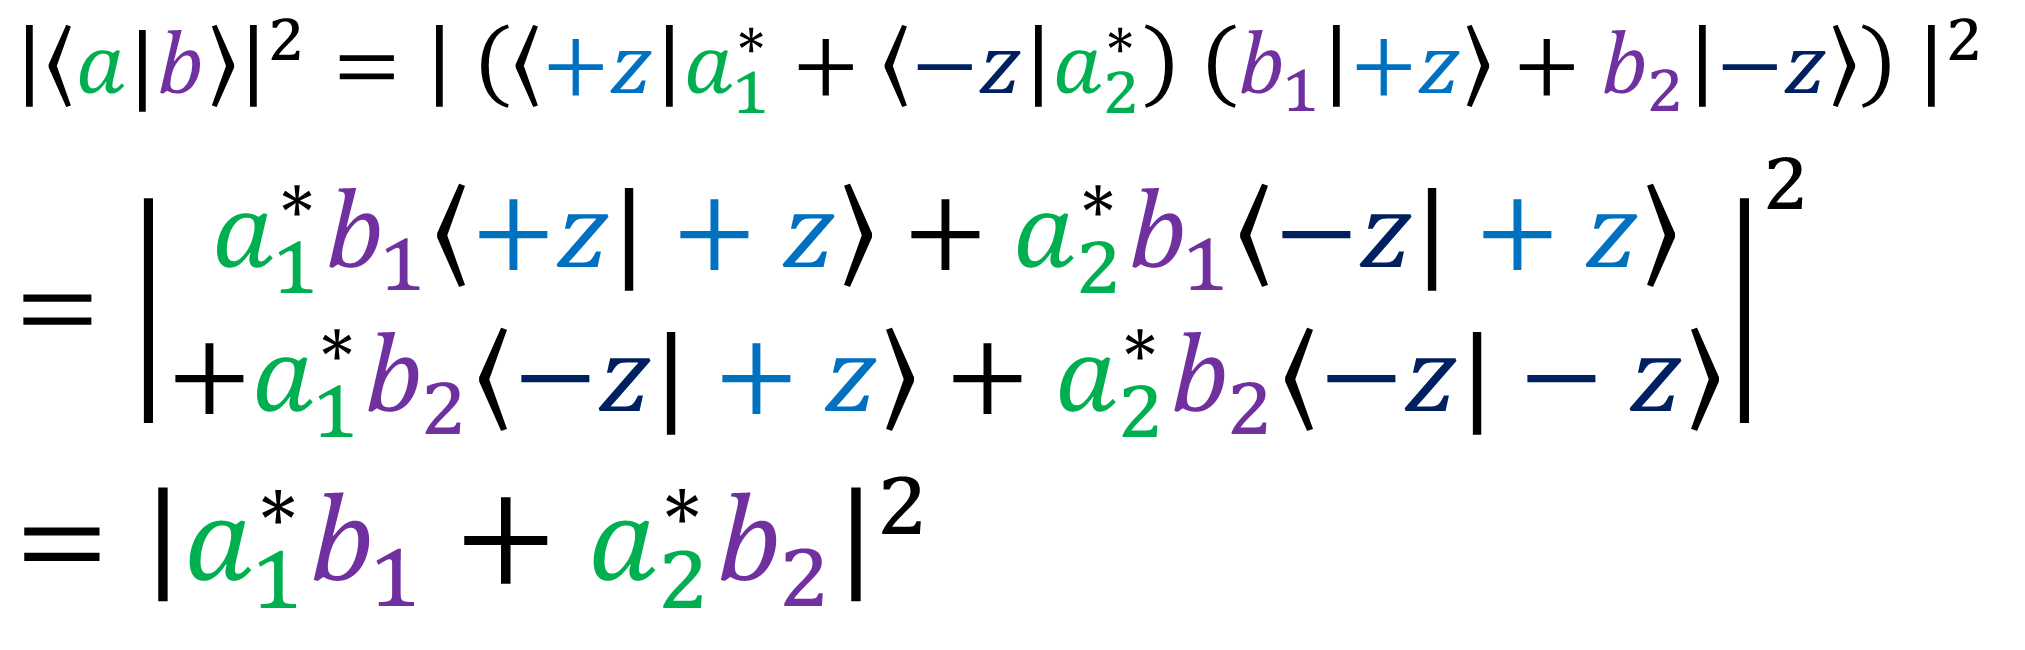 |⟨a|b⟩|² = | (⟨+z|a₁* + ⟨−z|a₂*) (b₁|+z⟩ + b₂|−z⟩) |²
= | a₁*b₁⟨+z| + z⟩ + a₂*b₁⟨−z| + z⟩
+a₁*b₂⟨−z| + z⟩ + a₂*b₂⟨−z| − z⟩ |²
= |a₁*b₁ + a₂*b₂|²